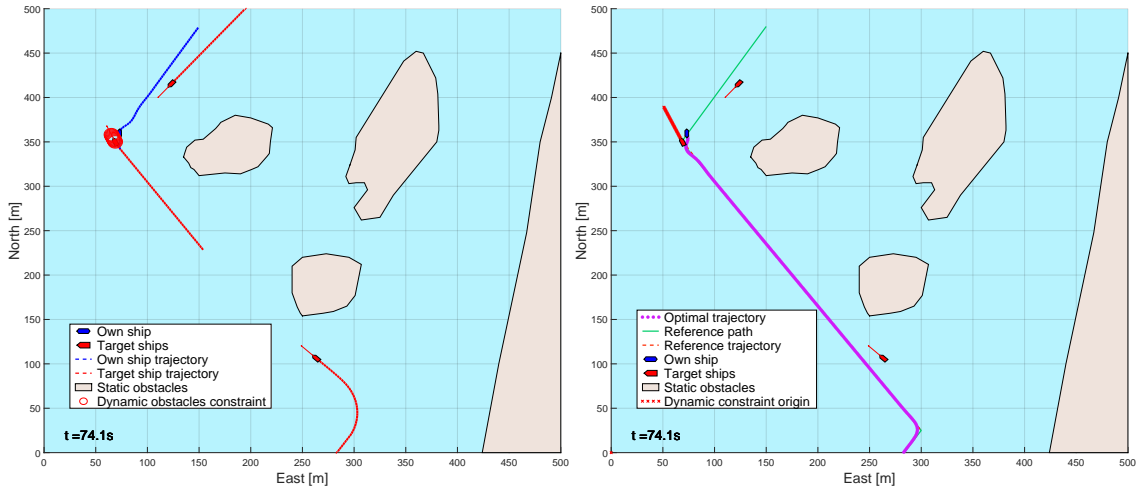 500
450
400
350
300
250
200
150
100
50
0
North [m]
Own ship
Target ships
Own ship trajectory
Target ship trajectory
Static obstacles
Dynamic obstacles constraint
t =74.1s
0 50 100 150 200 250 300 350 400 450 500
East [m]
500
450
400
350
300
250
200
150
100
50
0
North [m]
Optimal trajectory
Reference path
Reference trajectory
Own ship
Target ships
Static obstacles
Dynamic constraint origin
t =74.1s
0 50 100 150 200 250 300 350 400 450 500
East [m]